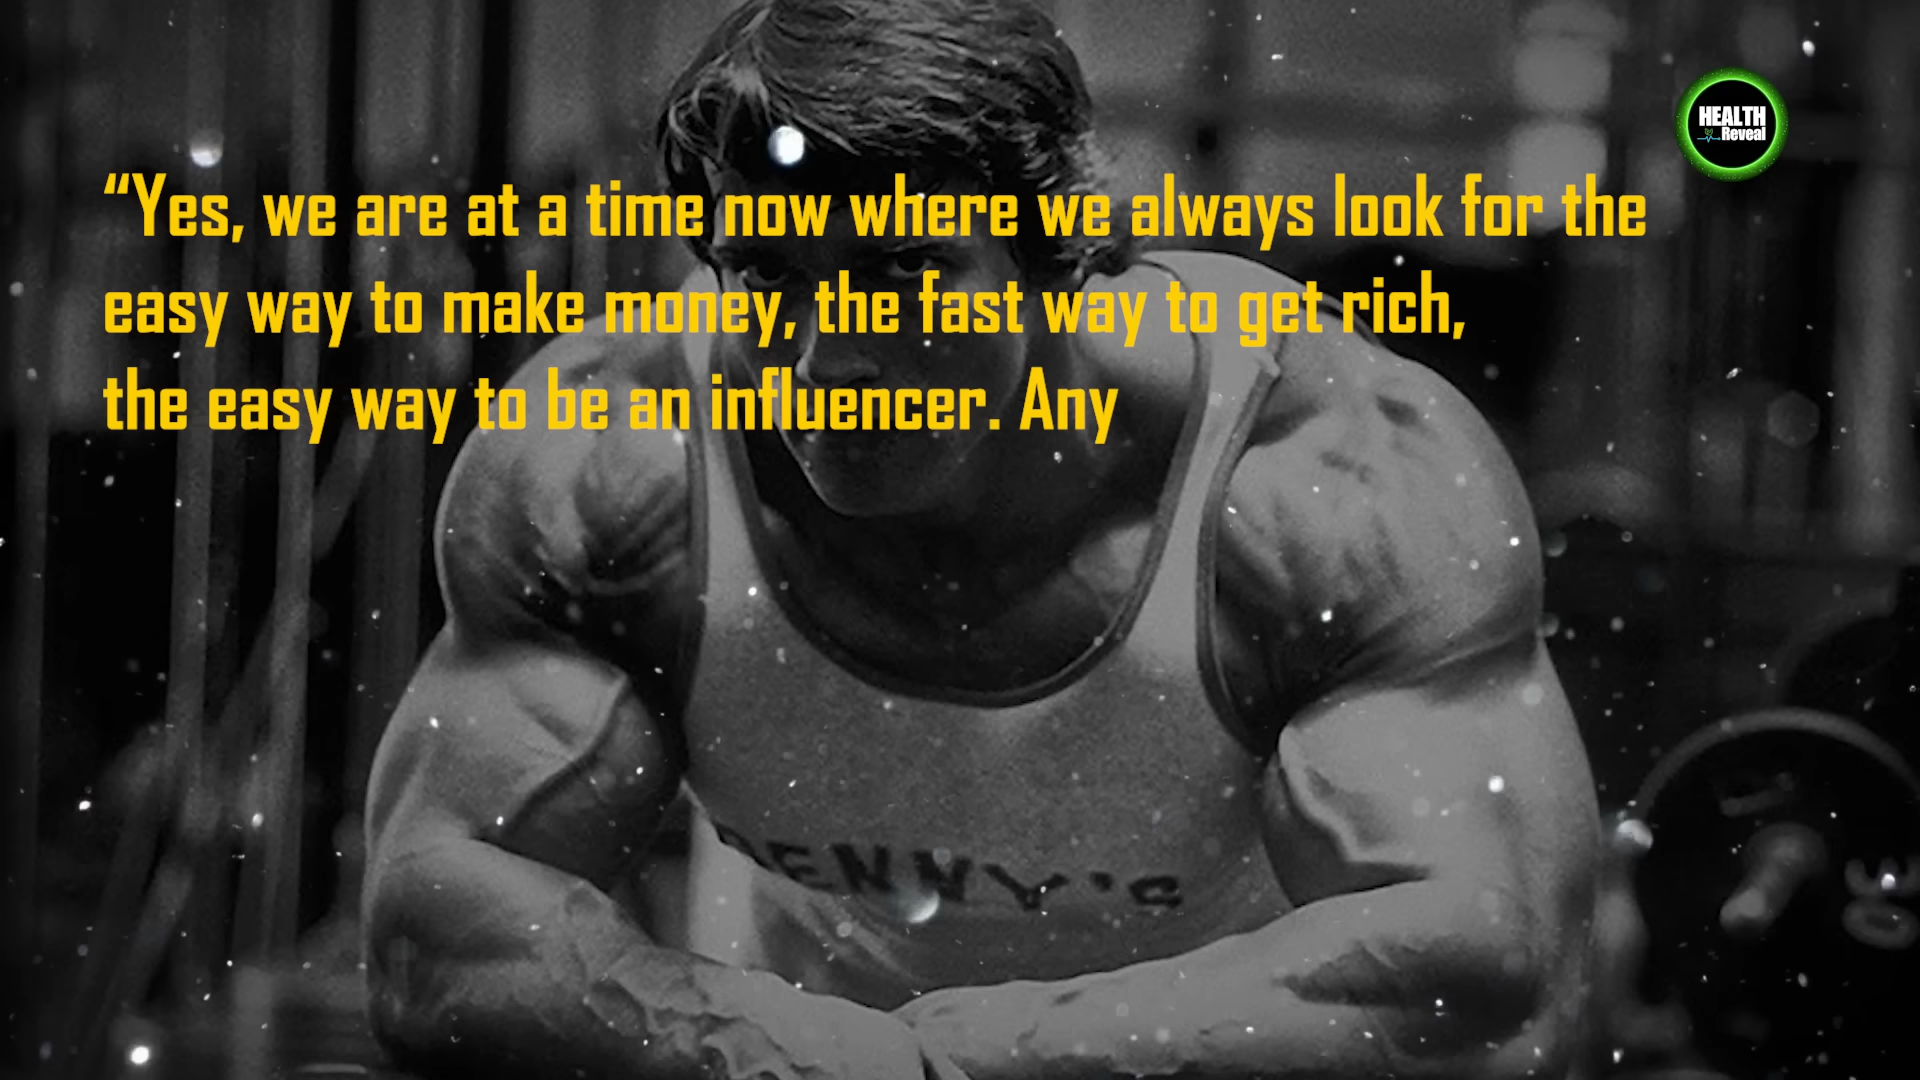 HEALTH
Reveal
“Yes, we are at a time now where we always look for the
easy way to make money, the fast way to get rich,
the easy way to be an influencer. Any
ENNY'S